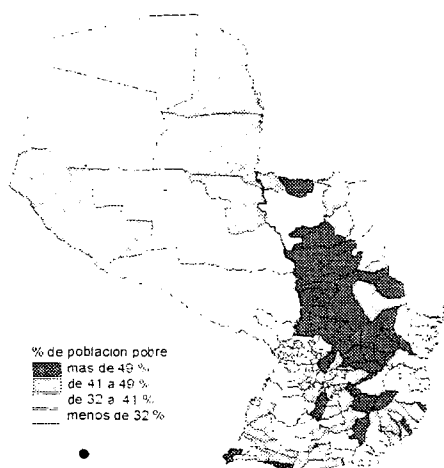 % de poblacion pobre
mas de 49 %
de 41 a 49 %
de 32 a 41 %
menos de 32 %